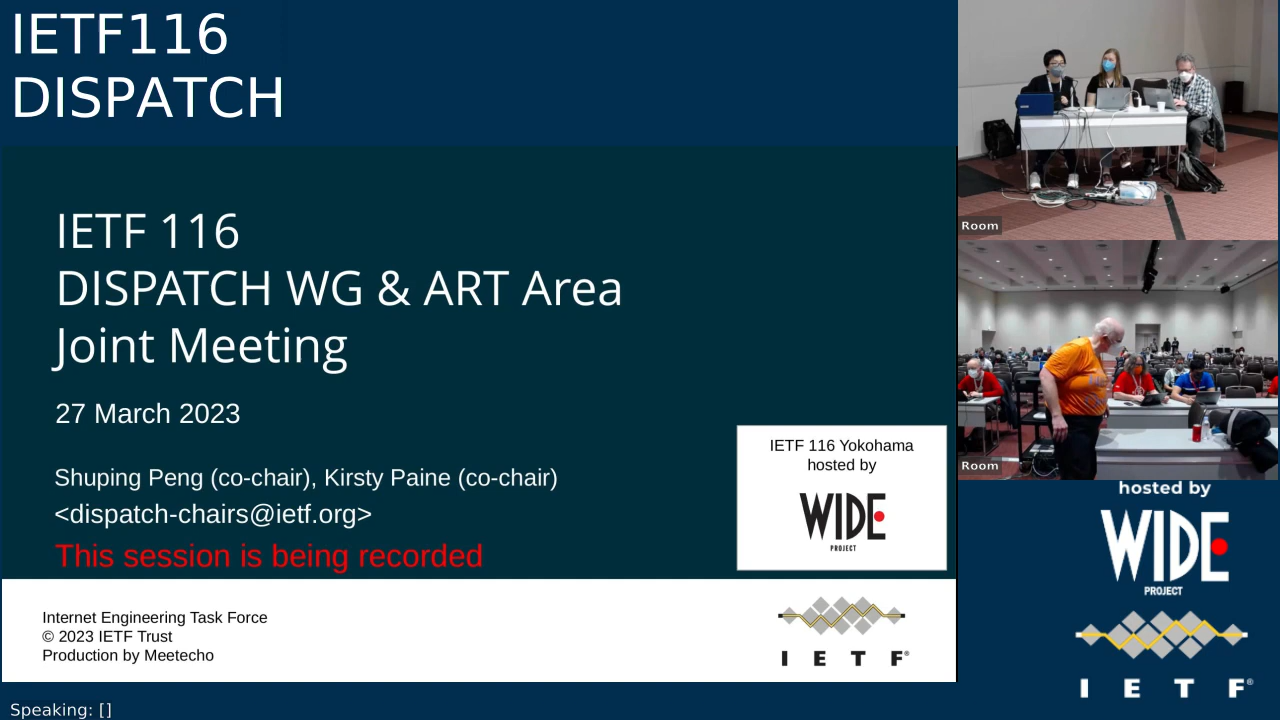 IETF116
DISPATCH
IETF 116
DISPATCH WG & ART Area
Joint Meeting
27 March 2023
Shuping Peng (co-chair), Kirsty Paine (co-chair)
<dispatch-chairs@ietf.org>
This session is being recorded
IETF 116 Yokohama
hosted by
WIDE
PROJECT
Internet Engineering Task Force
© 2023 IETF Trust
Production by Meetecho
I E T F®
Room
Room
hosted by
WIDE
PROJECT
I E T F®
Speaking: []